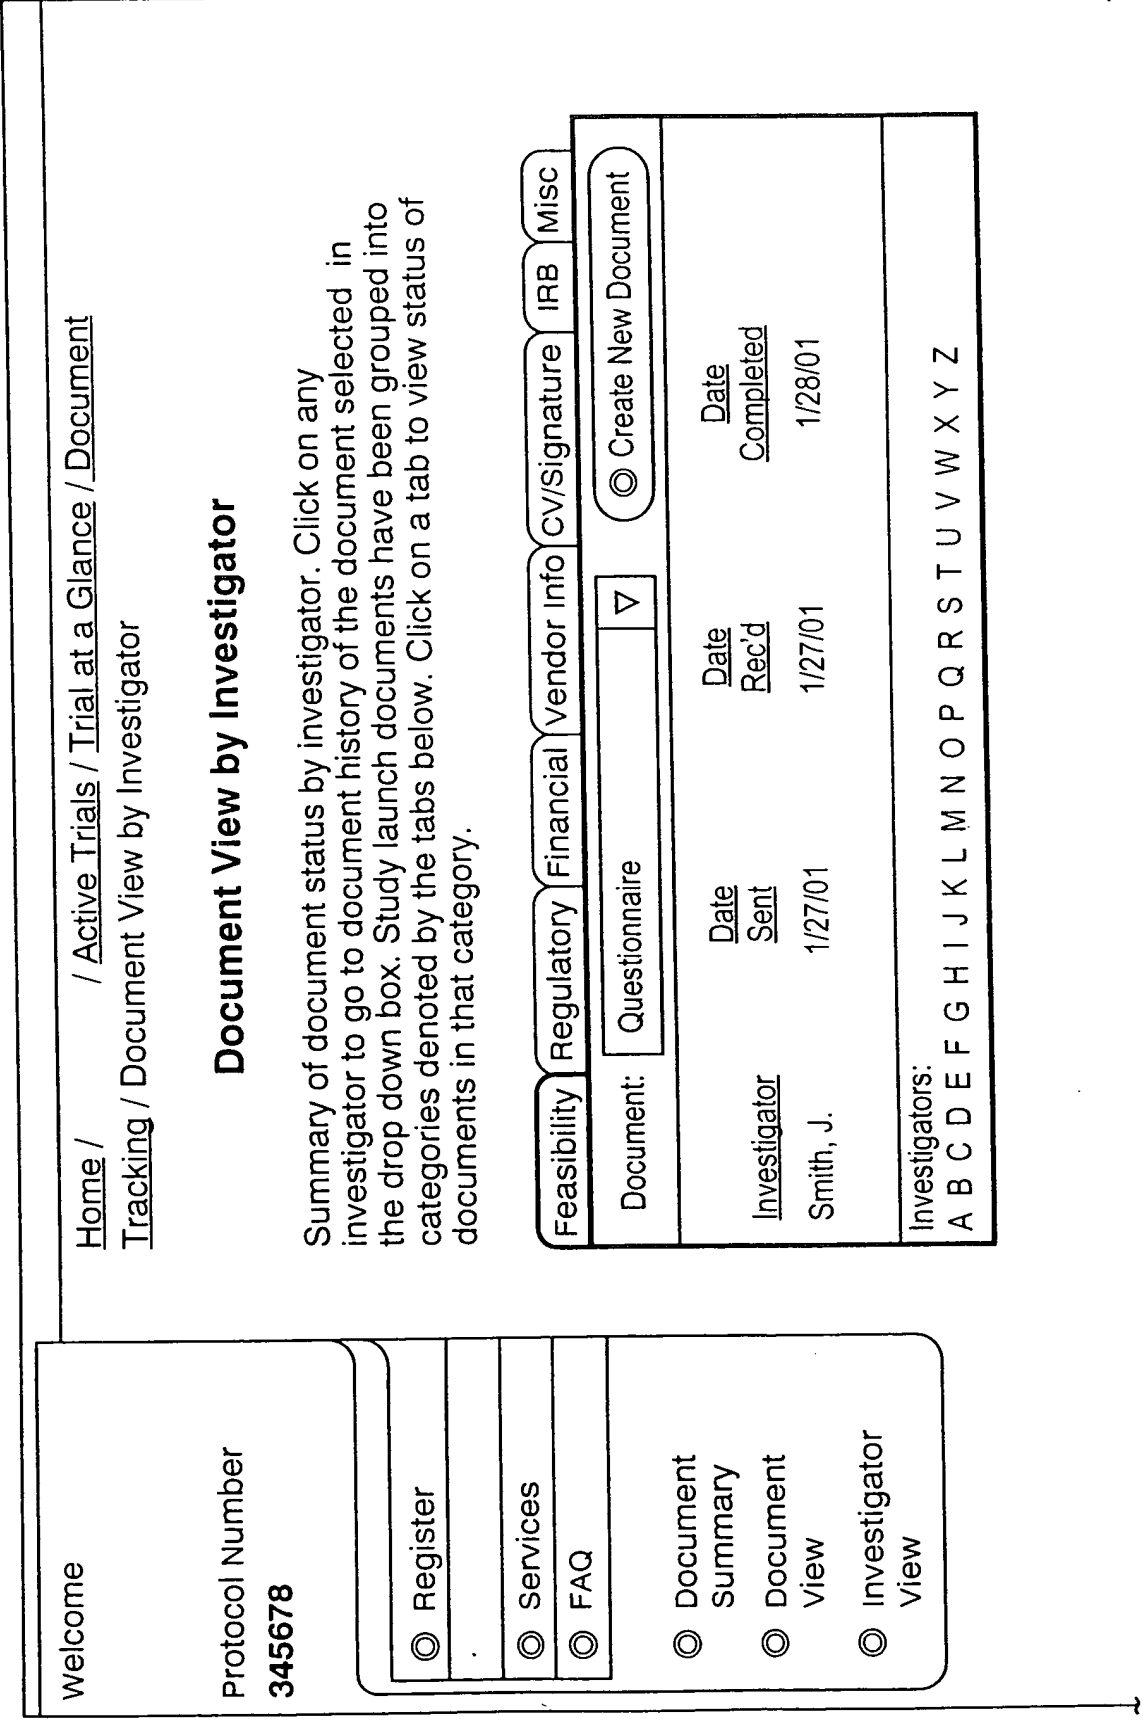 Welcome
Protocol Number
345678
Register
Services
FAQ
Document
Summary
Document
View
Investigator
View
Home / / Active Trials / Trial at a Glance / Document
Tracking / Document View by Investigator
Document View by Investigator
Summary of document status by investigator. Click on any
investigator to go to document history of the document selected in
the drop down box. Study launch documents have been grouped into
categories denoted by the tabs below. Click on a tab to view status of
documents in that category.
Feasibility Regulatory Financial Vendor Info CV/Signature IRB Misc
Document: Questionnaire Create New Document
Investigator Date Sent Date Rec'd Date Completed
Smith, J. 1/27/01 1/27/01 1/28/01
Investigators:
A B C D E F G H I J K L M N O P Q R S T U V W X Y Z